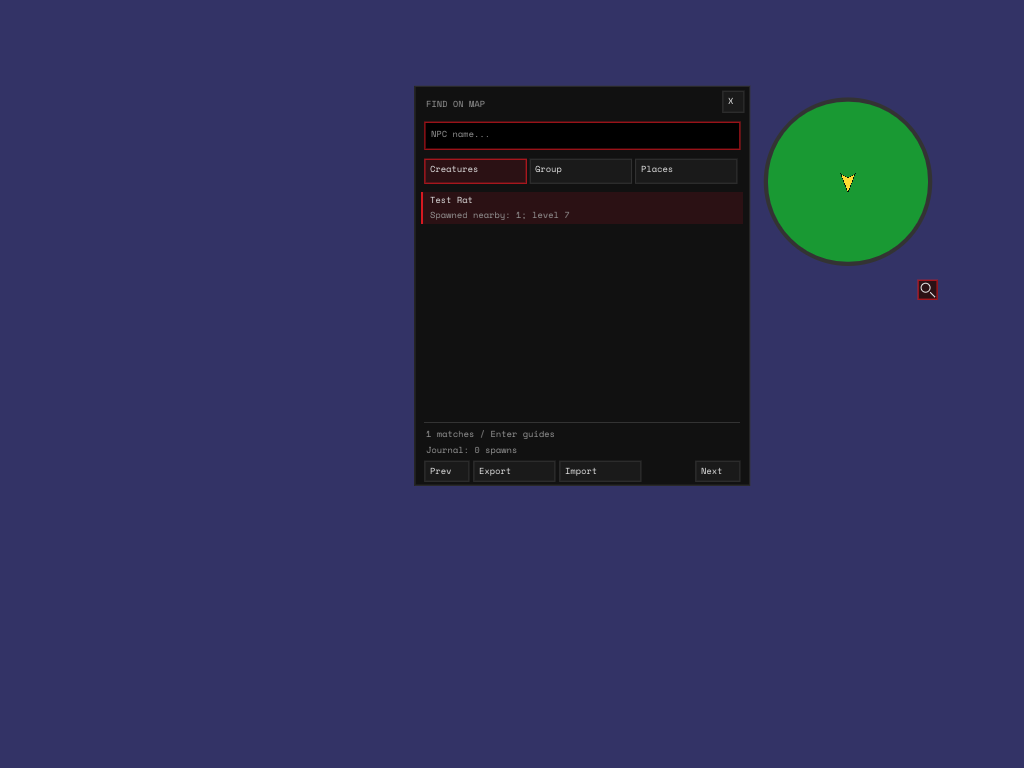 FIND ON MAP
X
NPC name...
Creatures
Group
Places
Test Rat
Spawned nearby: 1; level 7
1 matches / Enter guides
Journal: 0 spawns
Prev
Export
Import
Next